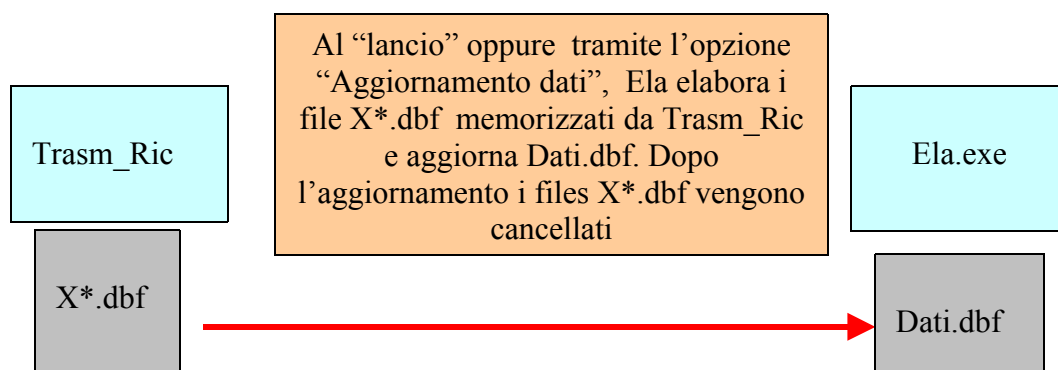 Al “lancio” oppure tramite l’opzione
“Aggiornamento dati”, Ela elabora i
file X*.dbf memorizzati da Trasm_Ric
e aggiorna Dati.dbf. Dopo
l’aggiornamento i files X*.dbf vengono
cancellati
Trasm_Ric
Ela.exe
X*.dbf
Dati.dbf